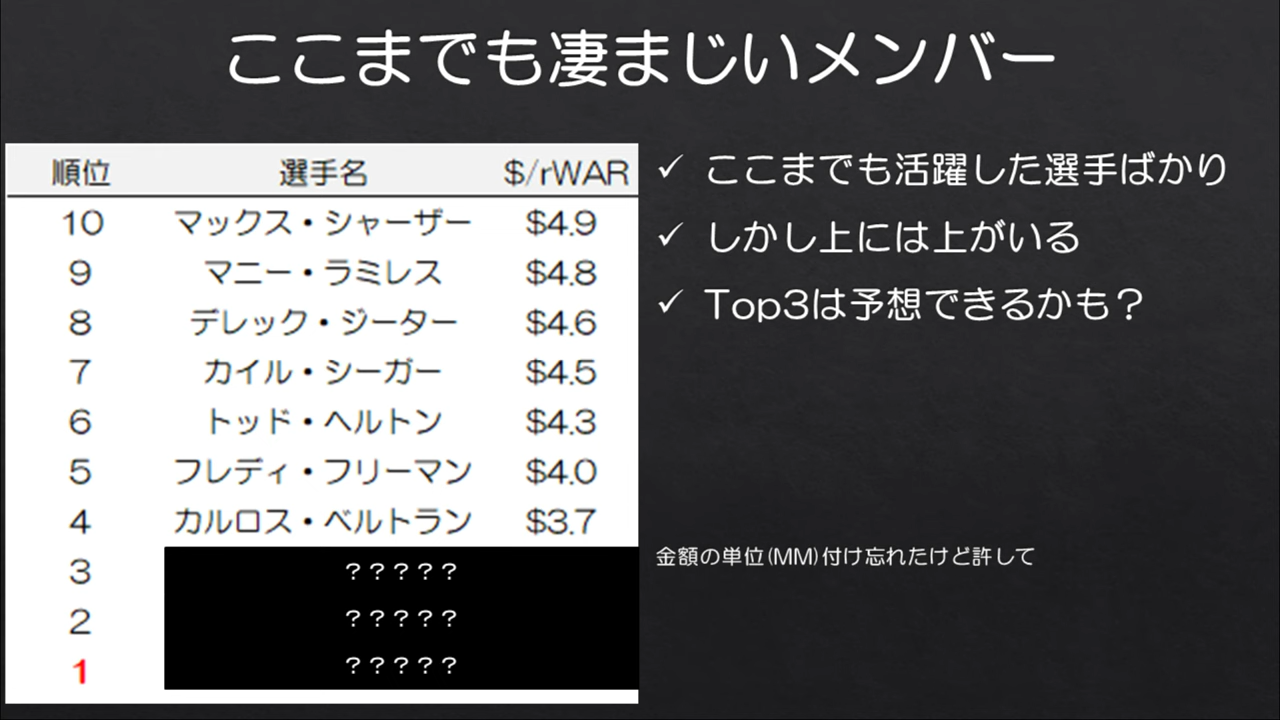 ここまでも凄まじいメンバー
順位 選手名 $/rWAR
10 マックス・シャーザー $4.9
9 マニー・ラミレス $4.8
8 デレック・ジーター $4.6
7 カイル・シーガー $4.5
6 トッド・ヘルトン $4.3
5 フレディ・フリーマン $4.0
4 カルロス・ベルトラン $3.7
3 ？？？？？
2 ？？？？？
1 ？？？？？
✓ ここまでも活躍した選手ばかり
✓ しかし上には上がいる
✓ Top3は予想できるかも？
金額の単位(MM)付け忘れたけど許して